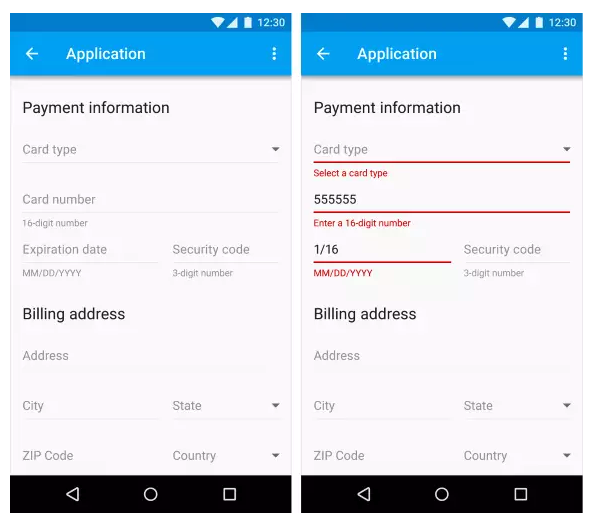 12:30
Application
Payment information
Card type
Card number
16-digit number
Expiration date Security code
MM/DD/YYYY 3-digit number
Billing address
Address
City State
ZIP Code Country
12:30
Application
Payment information
Card type
Select a card type
555555
Enter a 16-digit number
1/16 Security code
MM/DD/YYYY 3-digit number
Billing address
Address
City State
ZIP Code Country